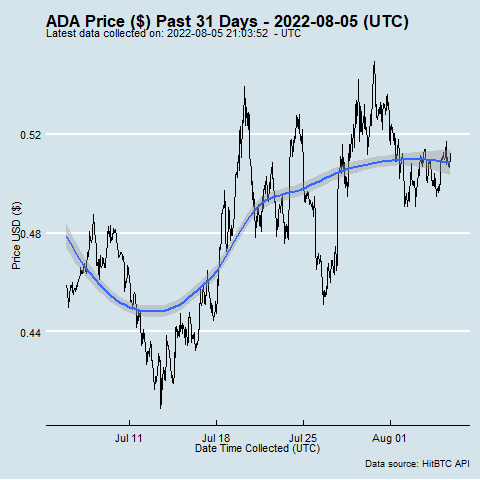 ADA Price ($) Past 31 Days - 2022-08-05 (UTC)
Latest data collected on: 2022-08-05 21:03:52 - UTC
0.52
0.48
0.44
Price USD ($)
Jul 11 Jul 18 Jul 25 Aug 01
Date Time Collected (UTC)
Data source: HitBTC API